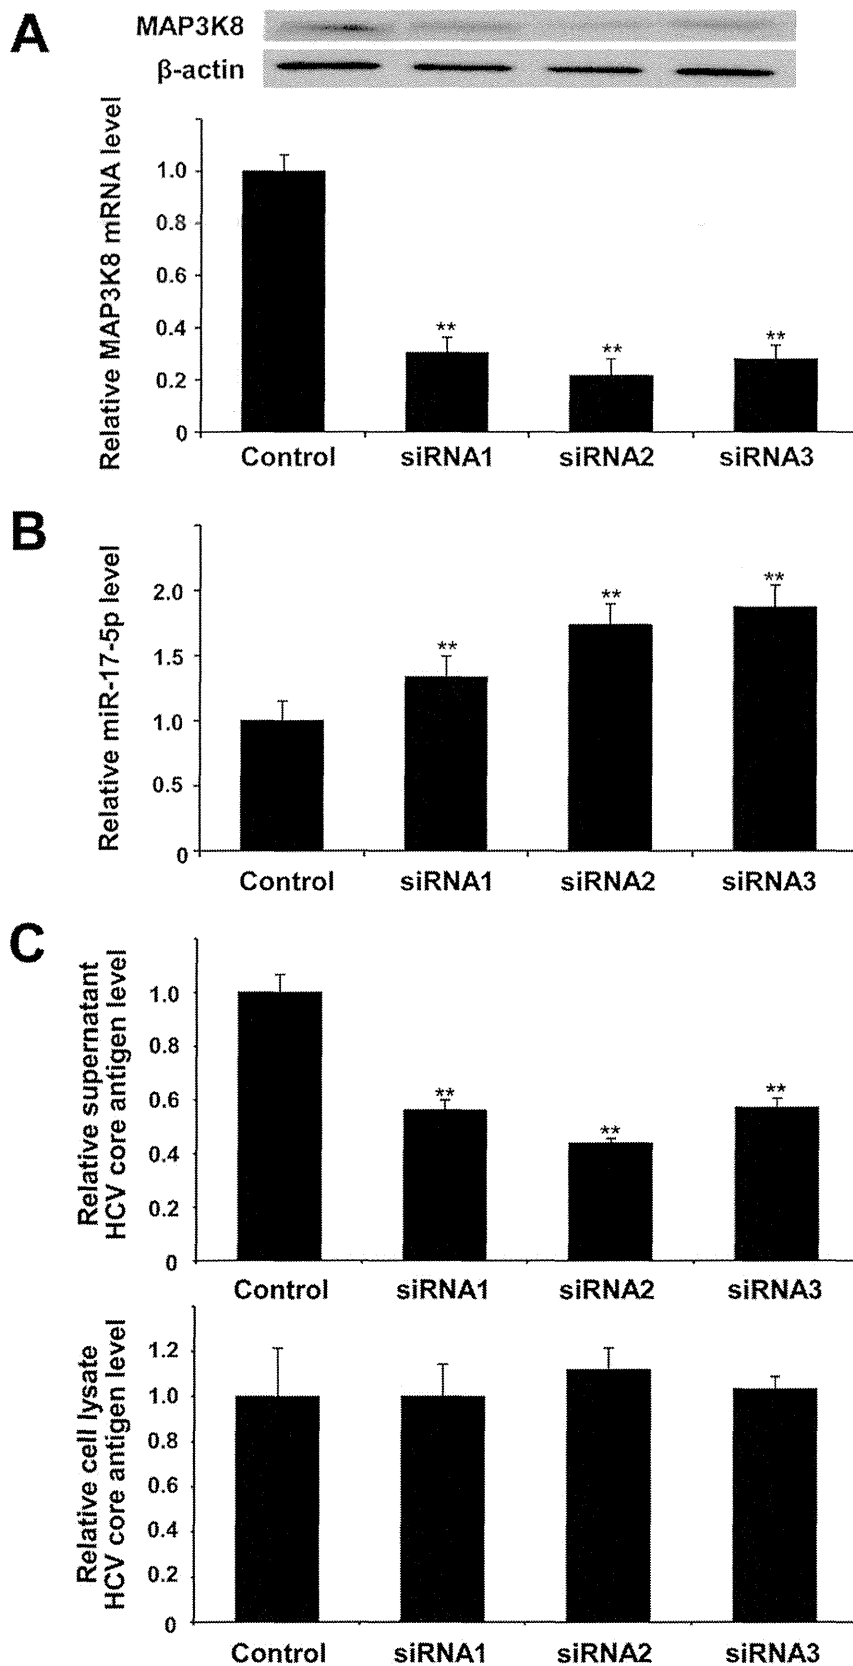 A
MAP3K8
β-actin
Relative MAP3K8 mRNA level
1.0
0.8
0.6
0.4
0.2
0
**
**
**
Control siRNA1 siRNA2 siRNA3
B
Relative miR-17-5p level
2.0
1.5
1.0
0.5
0
**
**
**
Control siRNA1 siRNA2 siRNA3
C
Relative supernatant
HCV core antigen level
1.0
0.8
0.6
0.4
0.2
0
**
**
**
Control siRNA1 siRNA2 siRNA3
Relative cell lysate
HCV core antigen level
1.2
1.0
0.8
0.6
0.4
0.2
0
Control siRNA1 siRNA2 siRNA3